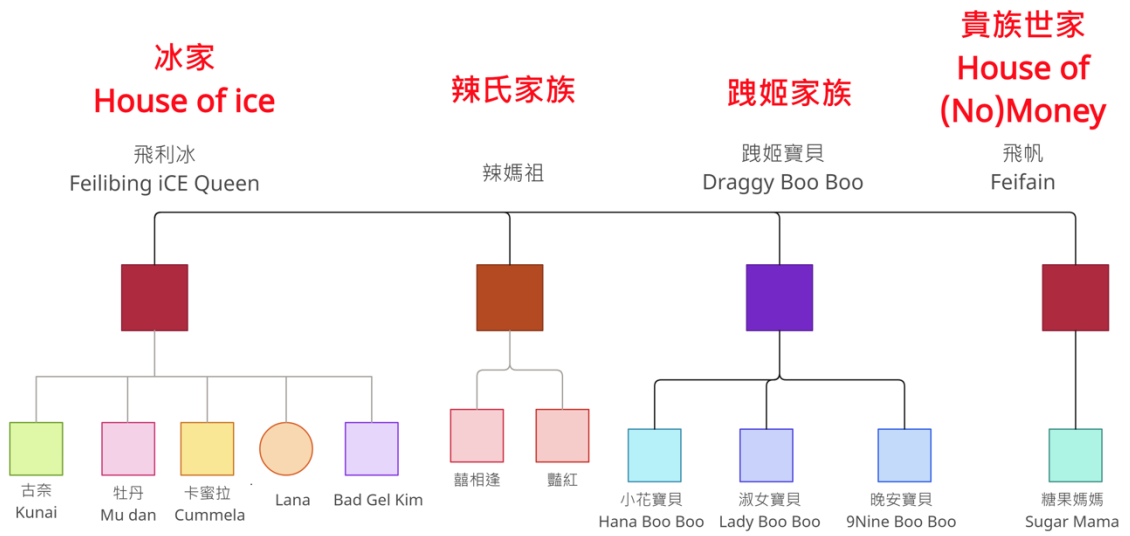 冰家
House of ice
飛利冰
Feilibing iCE Queen
辣氏家族
辣媽祖
跩姬家族
跩姬寶貝
Draggy Boo Boo
貴族世家
House of
(No)Money
飛帆
Feifain
古奈
Kunai
牡丹
Mu dan
卡蜜拉
Cummela
Lana
Bad Gel Kim
囍相逢
豔紅
小花寶貝
Hana Boo Boo
淑女寶貝
Lady Boo Boo
晚安寶貝
9Nine Boo Boo
糖果媽媽
Sugar Mama